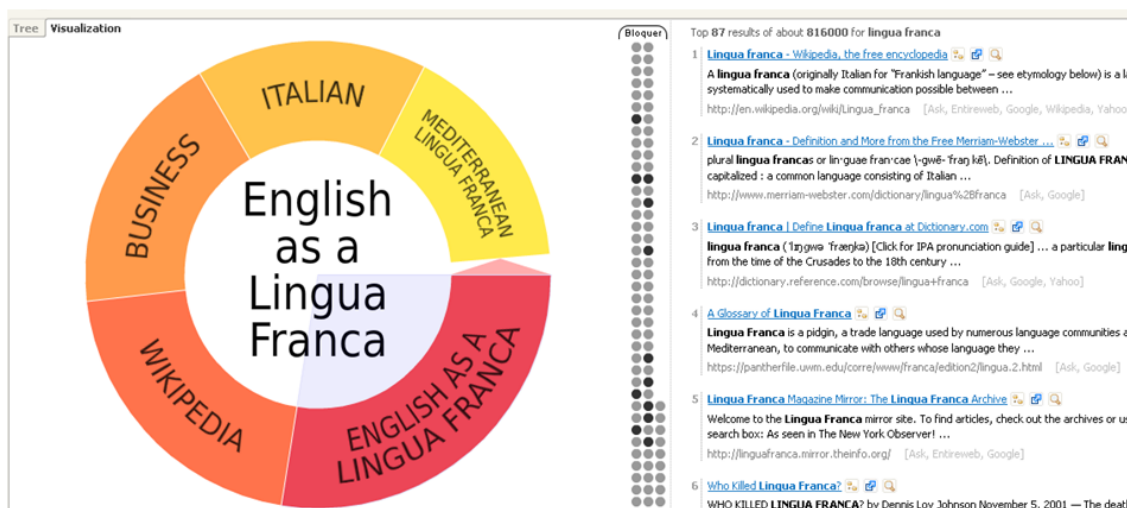 Tree Visualization
ITALIAN
MEDITERRANEAN
LINGUA FRANCA
BUSINESS
WIKIPEDIA
ENGLISH AS A
LINGUA FRANCA
English
as a
Lingua
Franca
Bloquer
Top 87 results of about 816000 for lingua franca
1 Lingua franca - Wikipedia, the free encyclopedia
A lingua franca (originally Italian for "Frankish language" – see etymology below) is a
systematically used to make communication possible between ...
http://en.wikipedia.org/wiki/Lingua_franca [Ask, Entireweb, Google, Wikipedia, Yahoo
2 Lingua franca - Definition and More from the Free Merriam-Webster ...
plural lingua francas or lin·guae fran·cae \-gwē-ˈfraŋ kē\. Definition of LINGUA FRAN
capitalized : a common language consisting of Italian ...
http://www.merriam-webster.com/dictionary/lingua%2Bfranca [Ask, Google]
3 Lingua franca | Define Lingua franca at Dictionary.com
lingua franca (ˈlɪŋɡwə ˈfræŋkə) [Click for IPA pronunciation guide] ... a particular ling
from the time of the Crusades to the 18th century ...
http://dictionary.reference.com/browse/lingua+franca [Ask, Google, Yahoo]
4 A Glossary of Lingua Franca
Lingua Franca is a pidgin, a trade language used by numerous language communities a
Mediterranean, to communicate with others whose language they ...
https://pantherfile.uwm.edu/corre/www/franca/edition2/lingua.2.html [Ask, Google]
5 Lingua Franca Magazine Mirror: The Lingua Franca Archive
Welcome to the Lingua Franca mirror site. To find articles, check out the archives or us
search box: As seen in The New York Observer! ...
http://linguafranca.mirror.theinfo.org/ [Ask, Entireweb, Google]
6 Who Killed Lingua Franca?
WHO KILLED LINGUA FRANCA? by Dennis Loy Johnson November 5, 2001 — The deat